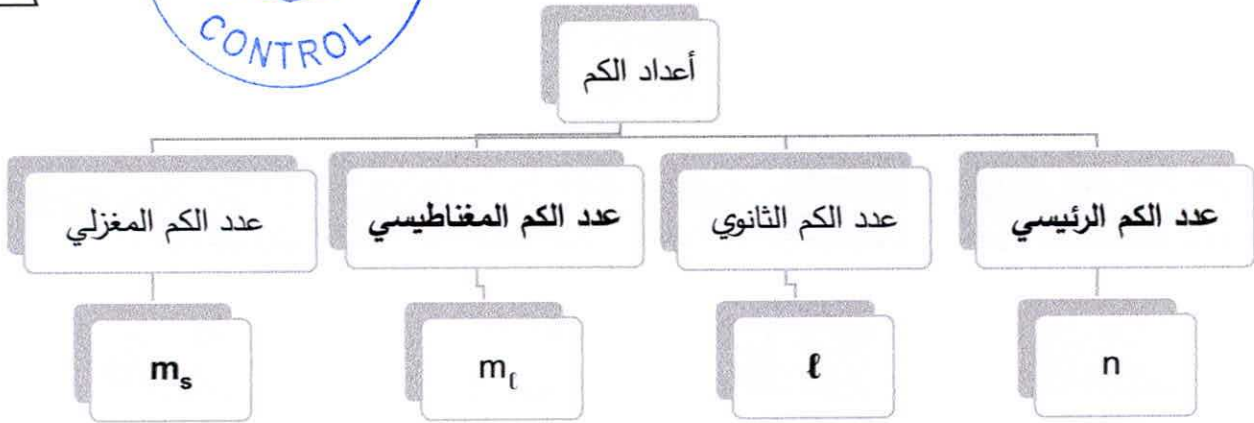 CONTROL
أعداد الكم
عدد الكم الرئيسي
عدد الكم الثانوي
عدد الكم المغناطيسي
عدد الكم المغزلي
n
ℓ
mℓ
ms